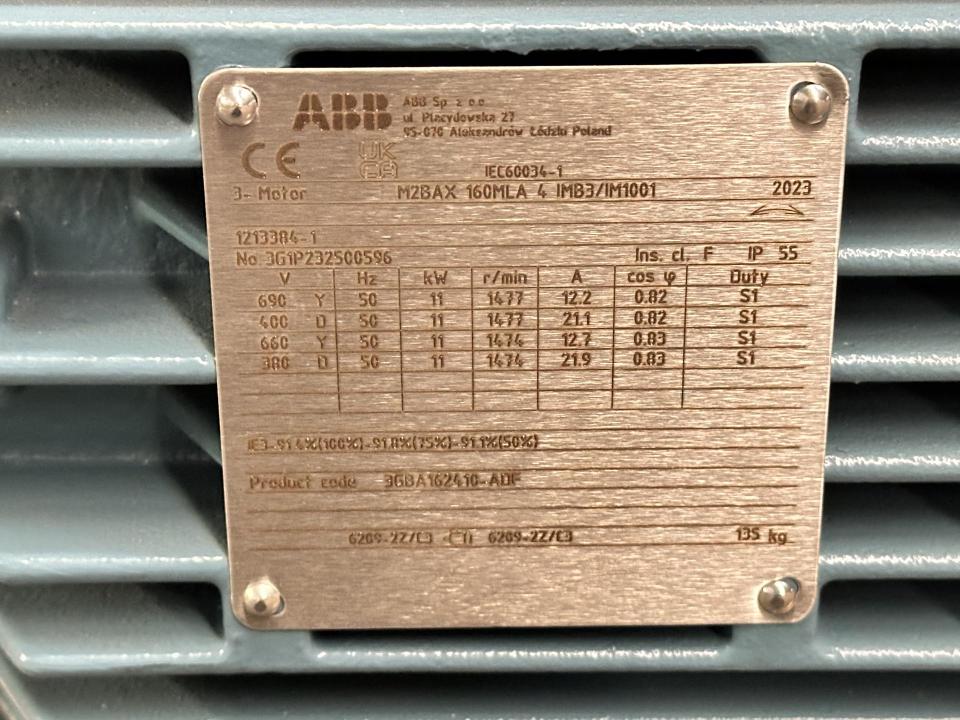 ABB
ABB Sp. z o.o.
ul. Placydowska 27
95-070 Aleksandrów Łódzki Poland
CE UKCA
IEC60034-1
3~ Motor M2BAX 160MLA 4 IMB3/IM1001 2023
1213384-1
No 3G1P232500596 Ins. cl. F IP 55
V Hz kW r/min A cos φ Duty
690 Y 50 11 1477 12.2 0.82 S1
400 D 50 11 1477 21.1 0.82 S1
660 Y 50 11 1474 12.7 0.83 S1
380 D 50 11 1474 21.9 0.83 S1
IE3-91.4%(100%)-91.8%(75%)-91.1%(50%)
Product code 3GBA162410-ADF
6209-2Z/C3 6209-2Z/C3 135 kg